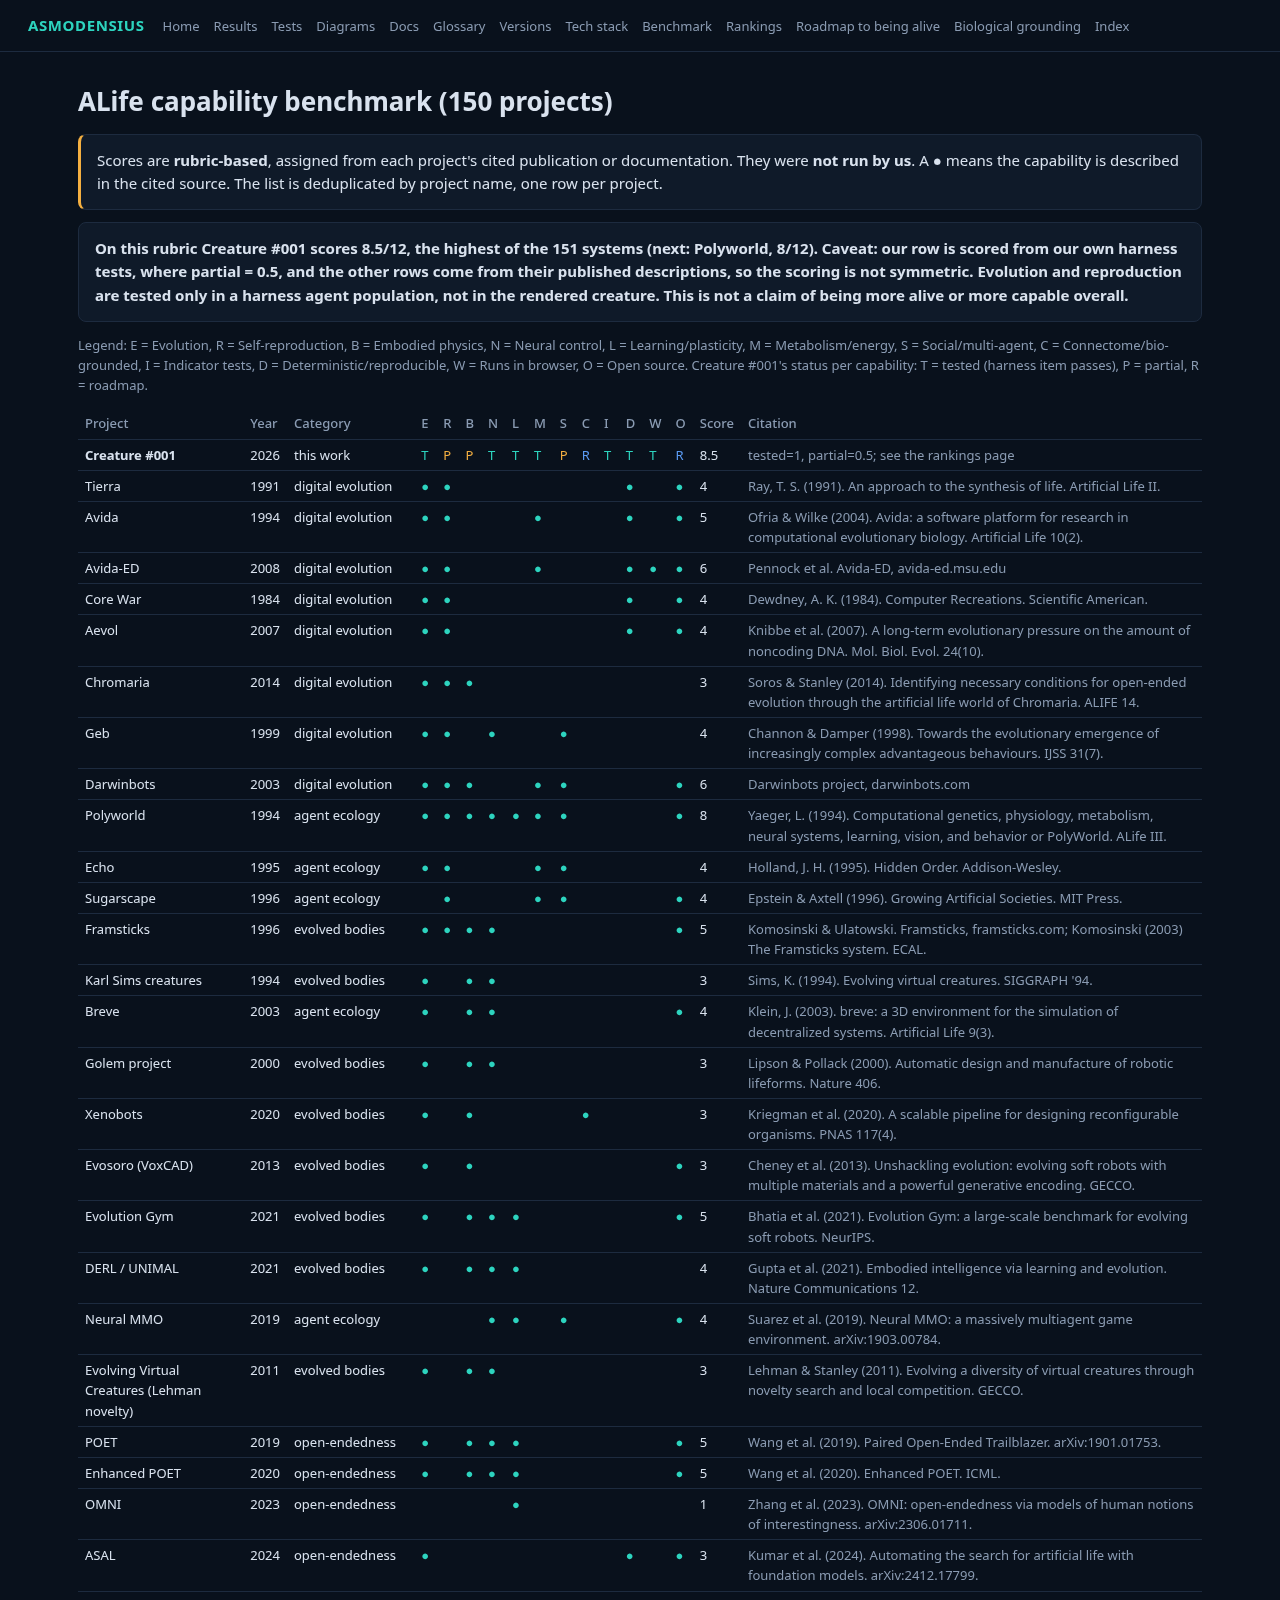 ASMODENSIUS Home Results Tests Diagrams Docs Glossary Versions Tech stack Benchmark Rankings Roadmap to being alive Biological grounding Index
ALife capability benchmark (150 projects)
Scores are rubric-based, assigned from each project's cited publication or documentation. They were not run by us. A ● means the capability is described
in the cited source. The list is deduplicated by project name, one row per project.
On this rubric Creature #001 scores 8.5/12, the highest of the 151 systems (next: Polyworld, 8/12). Caveat: our row is scored from our own harness
tests, where partial = 0.5, and the other rows come from their published descriptions, so the scoring is not symmetric. Evolution and reproduction
are tested only in a harness agent population, not in the rendered creature. This is not a claim of being more alive or more capable overall.
Legend: E = Evolution, R = Self-reproduction, B = Embodied physics, N = Neural control, L = Learning/plasticity, M = Metabolism/energy, S = Social/multi-agent, C = Connectome/bio-
grounded, I = Indicator tests, D = Deterministic/reproducible, W = Runs in browser, O = Open source. Creature #001's status per capability: T = tested (harness item passes), P = partial, R
= roadmap.
Project Year Category E R B N L M S C I D W O Score Citation
Creature #001 2026 this work T P P T T T P R T T T R 8.5 tested=1, partial=0.5; see the rankings page
Tierra 1991 digital evolution ● ● ● ● 4 Ray, T. S. (1991). An approach to the synthesis of life. Artificial Life II.
Avida 1994 digital evolution ● ● ● ● ● 5 Ofria & Wilke (2004). Avida: a software platform for research in
computational evolutionary biology. Artificial Life 10(2).
Avida-ED 2008 digital evolution ● ● ● ● ● ● 6 Pennock et al. Avida-ED, avida-ed.msu.edu
Core War 1984 digital evolution ● ● ● ● 4 Dewdney, A. K. (1984). Computer Recreations. Scientific American.
Aevol 2007 digital evolution ● ● ● ● 4 Knibbe et al. (2007). A long-term evolutionary pressure on the amount of
noncoding DNA. Mol. Biol. Evol. 24(10).
Chromaria 2014 digital evolution ● ● ● 3 Soros & Stanley (2014). Identifying necessary conditions for open-ended
evolution through the artificial life world of Chromaria. ALIFE 14.
Geb 1999 digital evolution ● ● ● ● 4 Channon & Damper (1998). Towards the evolutionary emergence of
increasingly complex advantageous behaviours. IJSS 31(7).
Darwinbots 2003 digital evolution ● ● ● ● ● ● 6 Darwinbots project, darwinbots.com
Polyworld 1994 agent ecology ● ● ● ● ● ● ● ● 8 Yaeger, L. (1994). Computational genetics, physiology, metabolism,
neural systems, learning, vision, and behavior or PolyWorld. ALife III.
Echo 1995 agent ecology ● ● ● ● 4 Holland, J. H. (1995). Hidden Order. Addison-Wesley.
Sugarscape 1996 agent ecology ● ● ● ● 4 Epstein & Axtell (1996). Growing Artificial Societies. MIT Press.
Framsticks 1996 evolved bodies ● ● ● ● ● 5 Komosinski & Ulatowski. Framsticks, framsticks.com; Komosinski (2003)
The Framsticks system. ECAL.
Karl Sims creatures 1994 evolved bodies ● ● ● 3 Sims, K. (1994). Evolving virtual creatures. SIGGRAPH '94.
Breve 2003 agent ecology ● ● ● ● 4 Klein, J. (2003). breve: a 3D environment for the simulation of
decentralized systems. Artificial Life 9(3).
Golem project 2000 evolved bodies ● ● ● 3 Lipson & Pollack (2000). Automatic design and manufacture of robotic
lifeforms. Nature 406.
Xenobots 2020 evolved bodies ● ● ● 3 Kriegman et al. (2020). A scalable pipeline for designing reconfigurable
organisms. PNAS 117(4).
Evosoro (VoxCAD) 2013 evolved bodies ● ● ● 3 Cheney et al. (2013). Unshackling evolution: evolving soft robots with
multiple materials and a powerful generative encoding. GECCO.
Evolution Gym 2021 evolved bodies ● ● ● ● ● 5 Bhatia et al. (2021). Evolution Gym: a large-scale benchmark for evolving
soft robots. NeurIPS.
DERL / UNIMAL 2021 evolved bodies ● ● ● ● 4 Gupta et al. (2021). Embodied intelligence via learning and evolution.
Nature Communications 12.
Neural MMO 2019 agent ecology ● ● ● ● 4 Suarez et al. (2019). Neural MMO: a massively multiagent game
environment. arXiv:1903.00784.
Evolving Virtual 2011 evolved bodies ● ● ● 3 Lehman & Stanley (2011). Evolving a diversity of virtual creatures through
Creatures (Lehman novelty search and local competition. GECCO.
novelty)
POET 2019 open-endedness ● ● ● ● ● 5 Wang et al. (2019). Paired Open-Ended Trailblazer. arXiv:1901.01753.
Enhanced POET 2020 open-endedness ● ● ● ● ● 5 Wang et al. (2020). Enhanced POET. ICML.
OMNI 2023 open-endedness ● 1 Zhang et al. (2023). OMNI: open-endedness via models of human notions
of interestingness. arXiv:2306.01711.
ASAL 2024 open-endedness ● ● ● 3 Kumar et al. (2024). Automating the search for artificial life with
foundation models. arXiv:2412.17799.